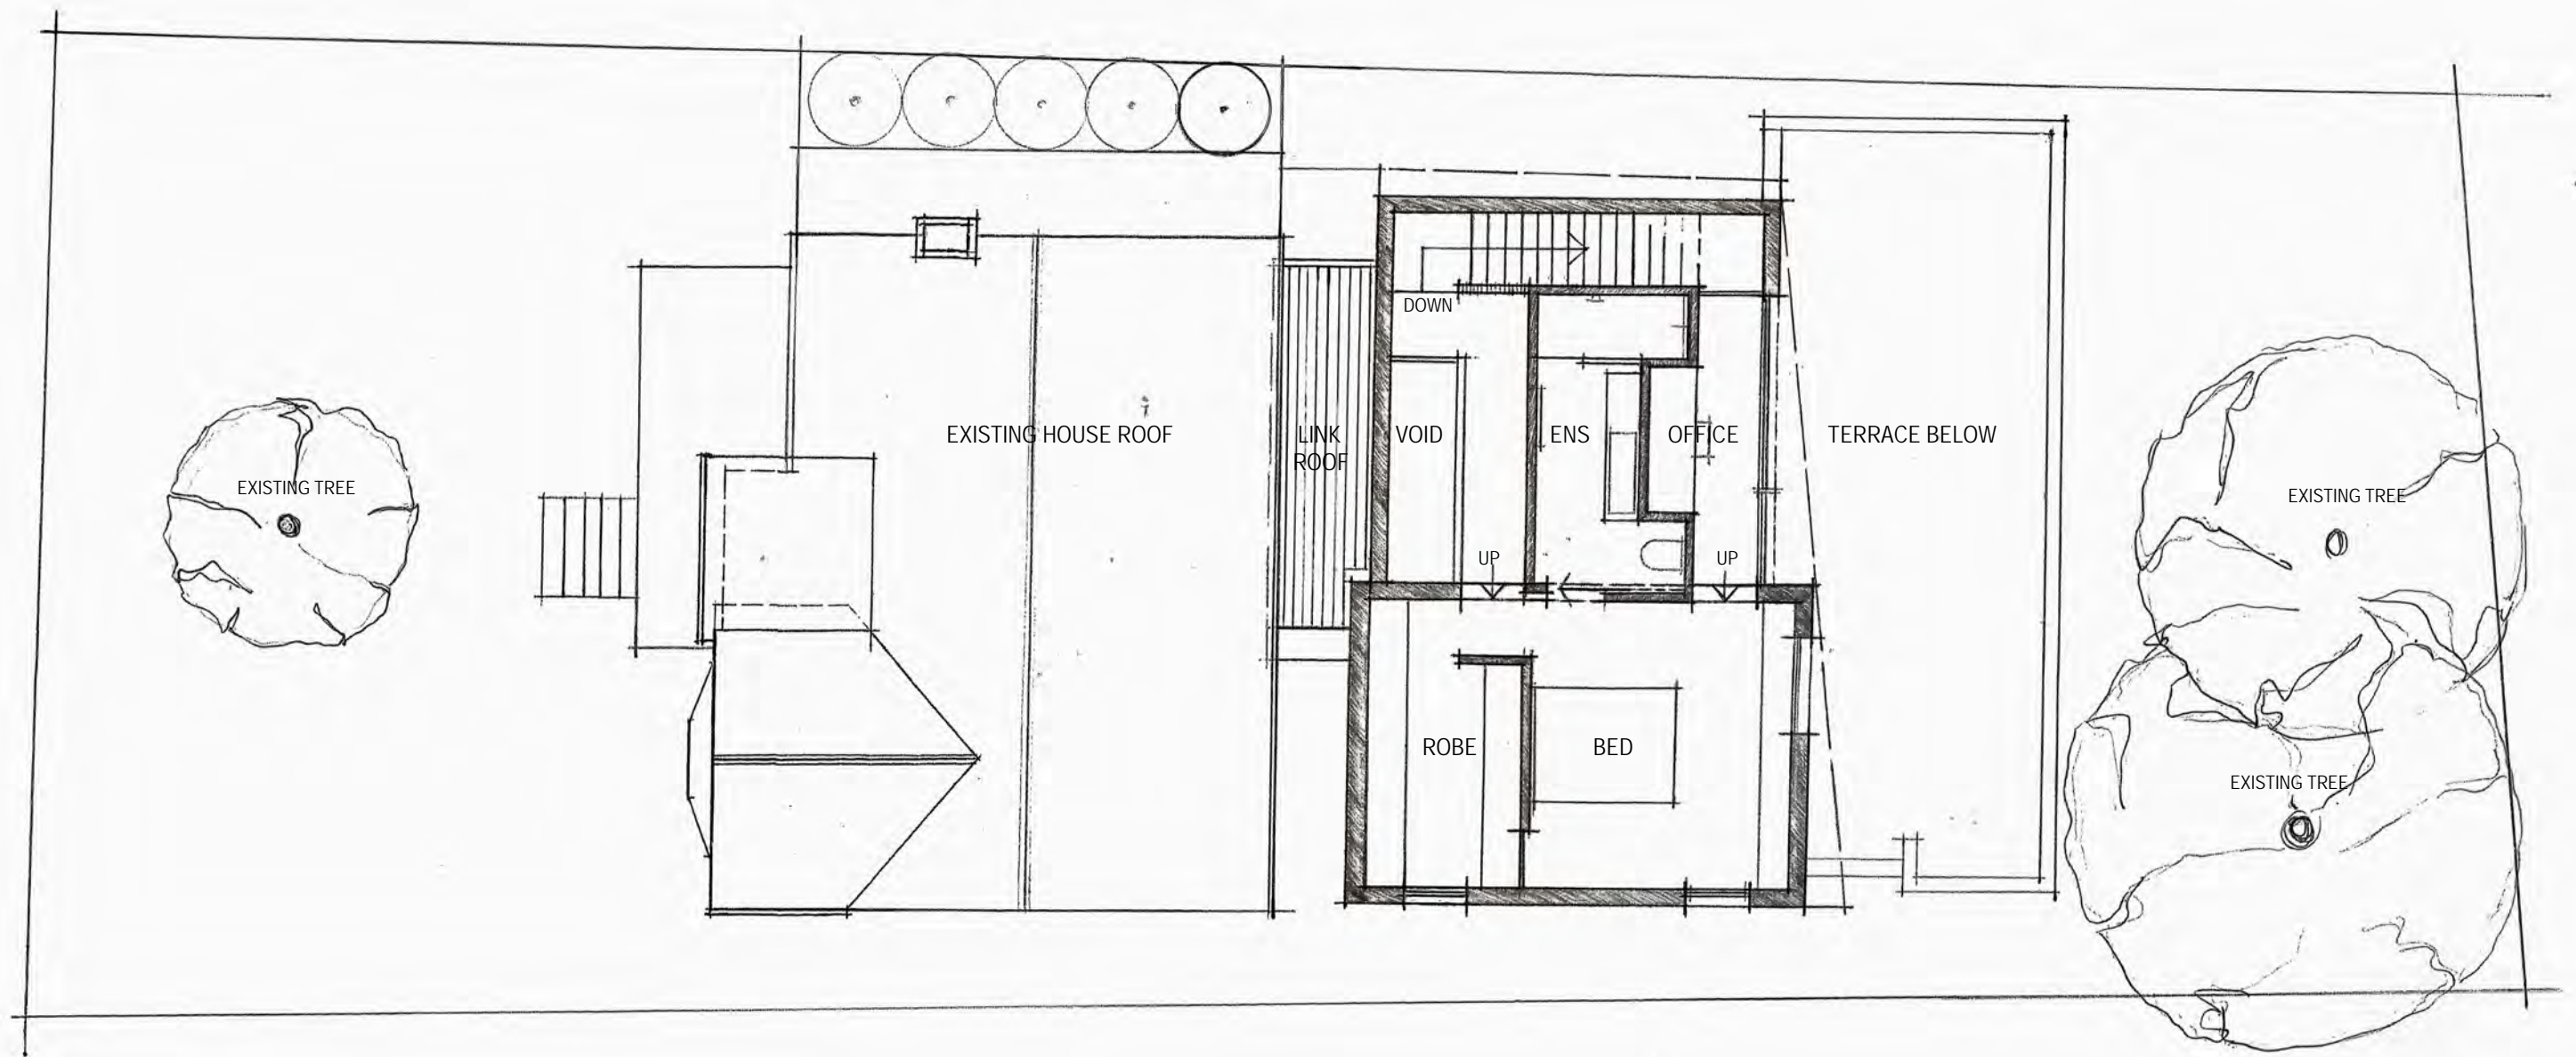 DOWN
EXISTING HOUSE ROOF
LINK
ROOF
VOID
ENS
OFFICE
TERRACE BELOW
EXISTING TREE
EXISTING TREE
UP
UP
ROBE
BED
EXISTING TREE